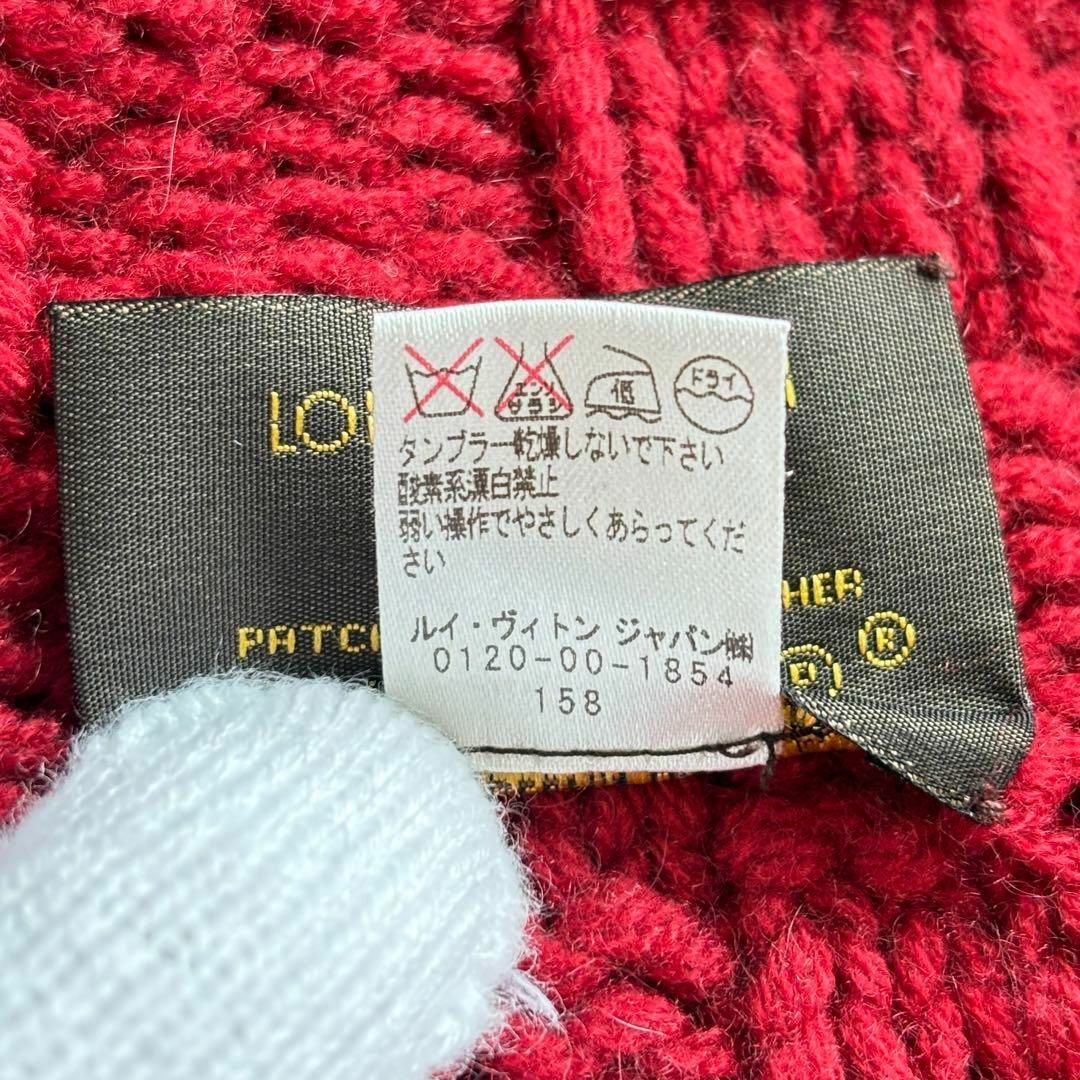 エンソ サラシ 低 ドライ
タンブラー乾燥しないで下さい
酸素系漂白禁止
弱い操作でやさしくあらってくだ
さい
ルイ・ヴィトン ジャパン㈱
0120-00-1854
158
LOU
PATC
HER
®